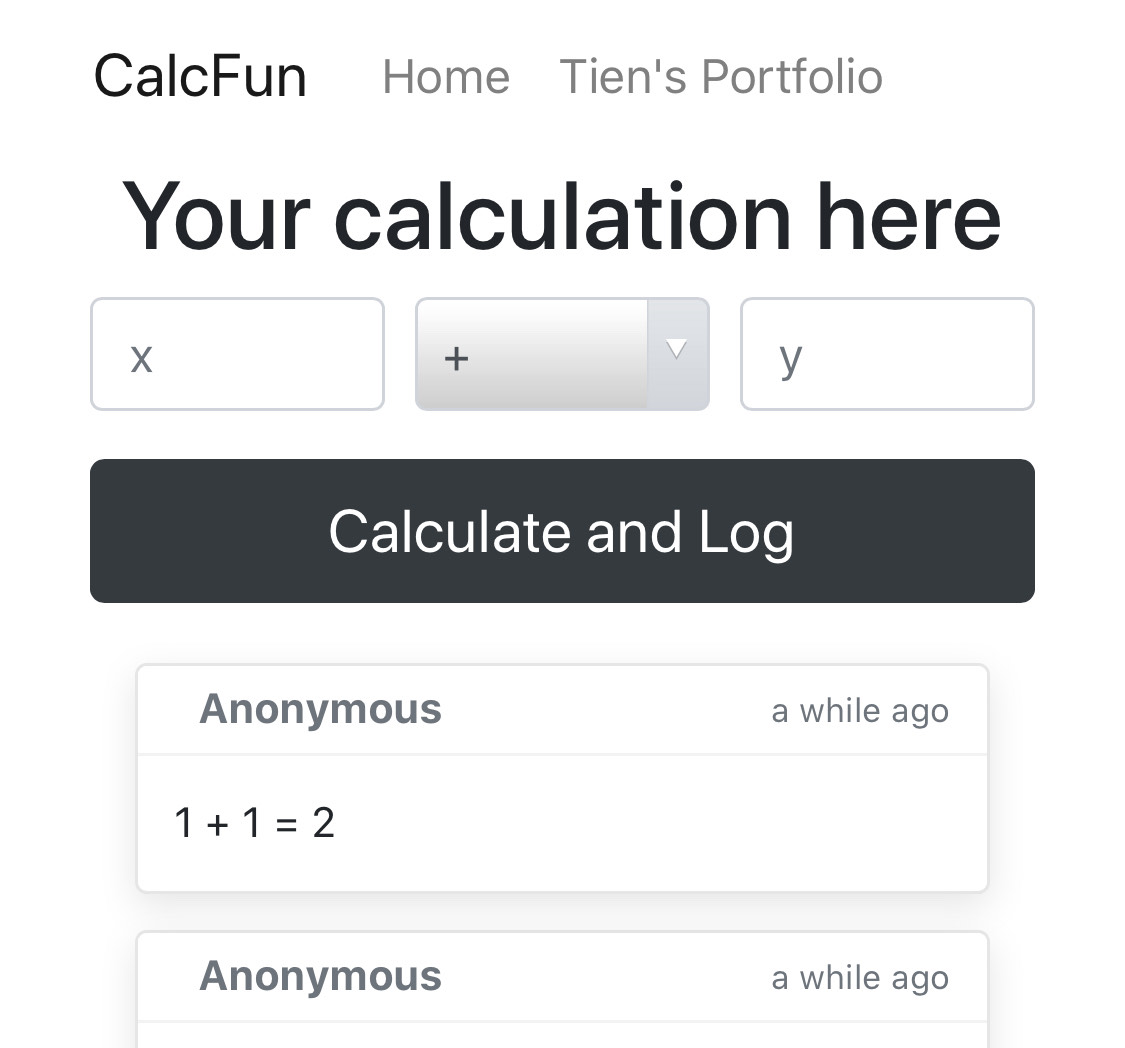 CalcFun Home Tien's Portfolio
Your calculation here
x + y
Calculate and Log
Anonymous a while ago
1 + 1 = 2
Anonymous a while ago